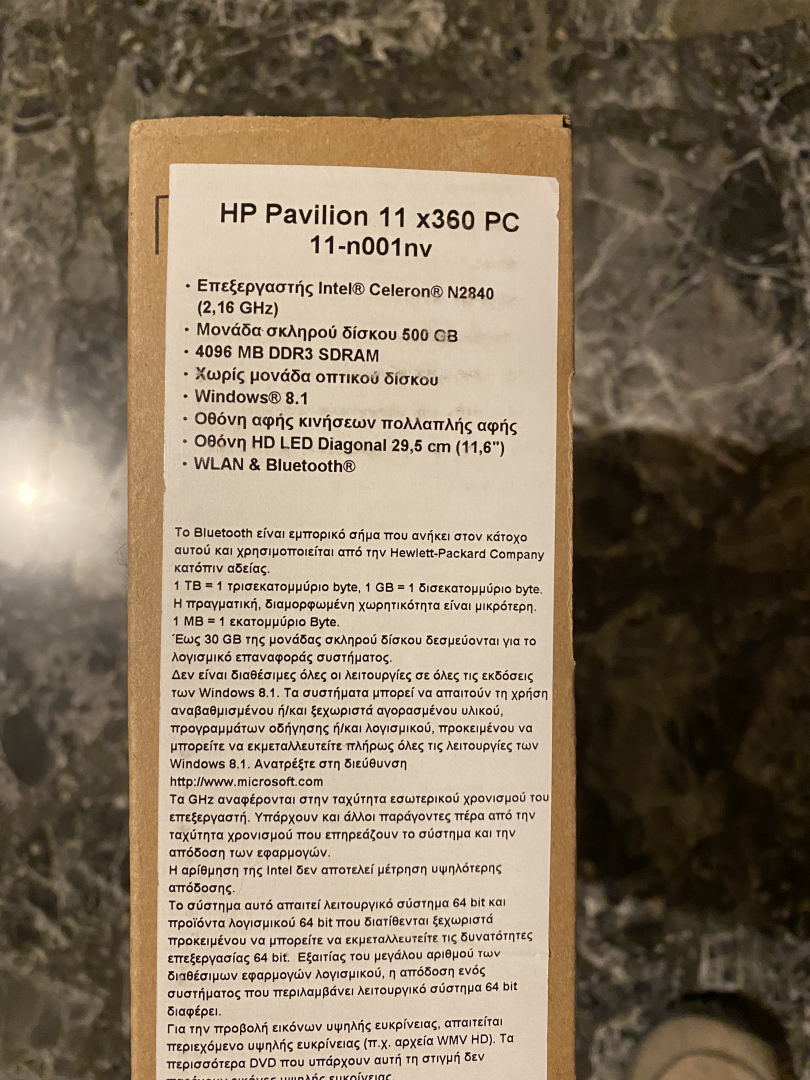 HP Pavilion 11 x360 PC
11-n001nv
• Επεξεργαστής Intel® Celeron® N2840
(2,16 GHz)
• Μονάδα σκληρού δίσκου 500 GB
• 4096 MB DDR3 SDRAM
• Χωρίς μονάδα οπτικού δίσκου
• Windows® 8.1
• Οθόνη αφής κινήσεων πολλαπλής αφής
• Οθόνη HD LED Diagonal 29,5 cm (11,6")
• WLAN & Bluetooth®
Το Bluetooth είναι εμπορικό σήμα που ανήκει στον κάτοχο
αυτού και χρησιμοποιείται από την Hewlett-Packard Company
κατόπιν αδείας.
1 TB = 1 τρισεκατομμύριο byte, 1 GB = 1 δισεκατομμύριο byte.
Η πραγματική, διαμορφωμένη χωρητικότητα είναι μικρότερη.
1 MB = 1 εκατομμύριο Byte.
Έως 30 GB της μονάδας σκληρού δίσκου δεσμεύονται για το
λογισμικό επαναφοράς συστήματος.
Δεν είναι διαθέσιμες όλες οι λειτουργίες σε όλες τις εκδόσεις
των Windows 8.1. Τα συστήματα μπορεί να απαιτούν τη χρήση
αναβαθμισμένου ή/και ξεχωριστά αγορασμένου υλικού,
προγραμμάτων οδήγησης ή/και λογισμικού, προκειμένου να
μπορείτε να εκμεταλλευτείτε πλήρως όλες τις λειτουργίες των
Windows 8.1. Ανατρέξτε στη διεύθυνση
http://www.microsoft.com
Τα GHz αναφέρονται στην ταχύτητα εσωτερικού χρονισμού του
επεξεργαστή. Υπάρχουν και άλλοι παράγοντες πέρα από την
ταχύτητα χρονισμού που επηρεάζουν το σύστημα και την
απόδοση των εφαρμογών.
Η αρίθμηση της Intel δεν αποτελεί μέτρηση υψηλότερης
απόδοσης.
Το σύστημα αυτό απαιτεί λειτουργικό σύστημα 64 bit και
προϊόντα λογισμικού 64 bit που διατίθενται ξεχωριστά
προκειμένου να μπορείτε να εκμεταλλευτείτε τις δυνατότητες
επεξεργασίας 64 bit. Εξαιτίας του μεγάλου αριθμού των
διαθέσιμων εφαρμογών λογισμικού, η απόδοση ενός
συστήματος που περιλαμβάνει λειτουργικό σύστημα 64 bit
διαφέρει.
Για την προβολή εικόνων υψηλής ευκρίνειας, απαιτείται
περιεχόμενο υψηλής ευκρίνειας (π.χ. αρχεία WMV HD). Τα
περισσότερα DVD που υπάρχουν αυτή τη στιγμή δεν
παρέχουν εικόνες υψηλής ευκρίνειας.